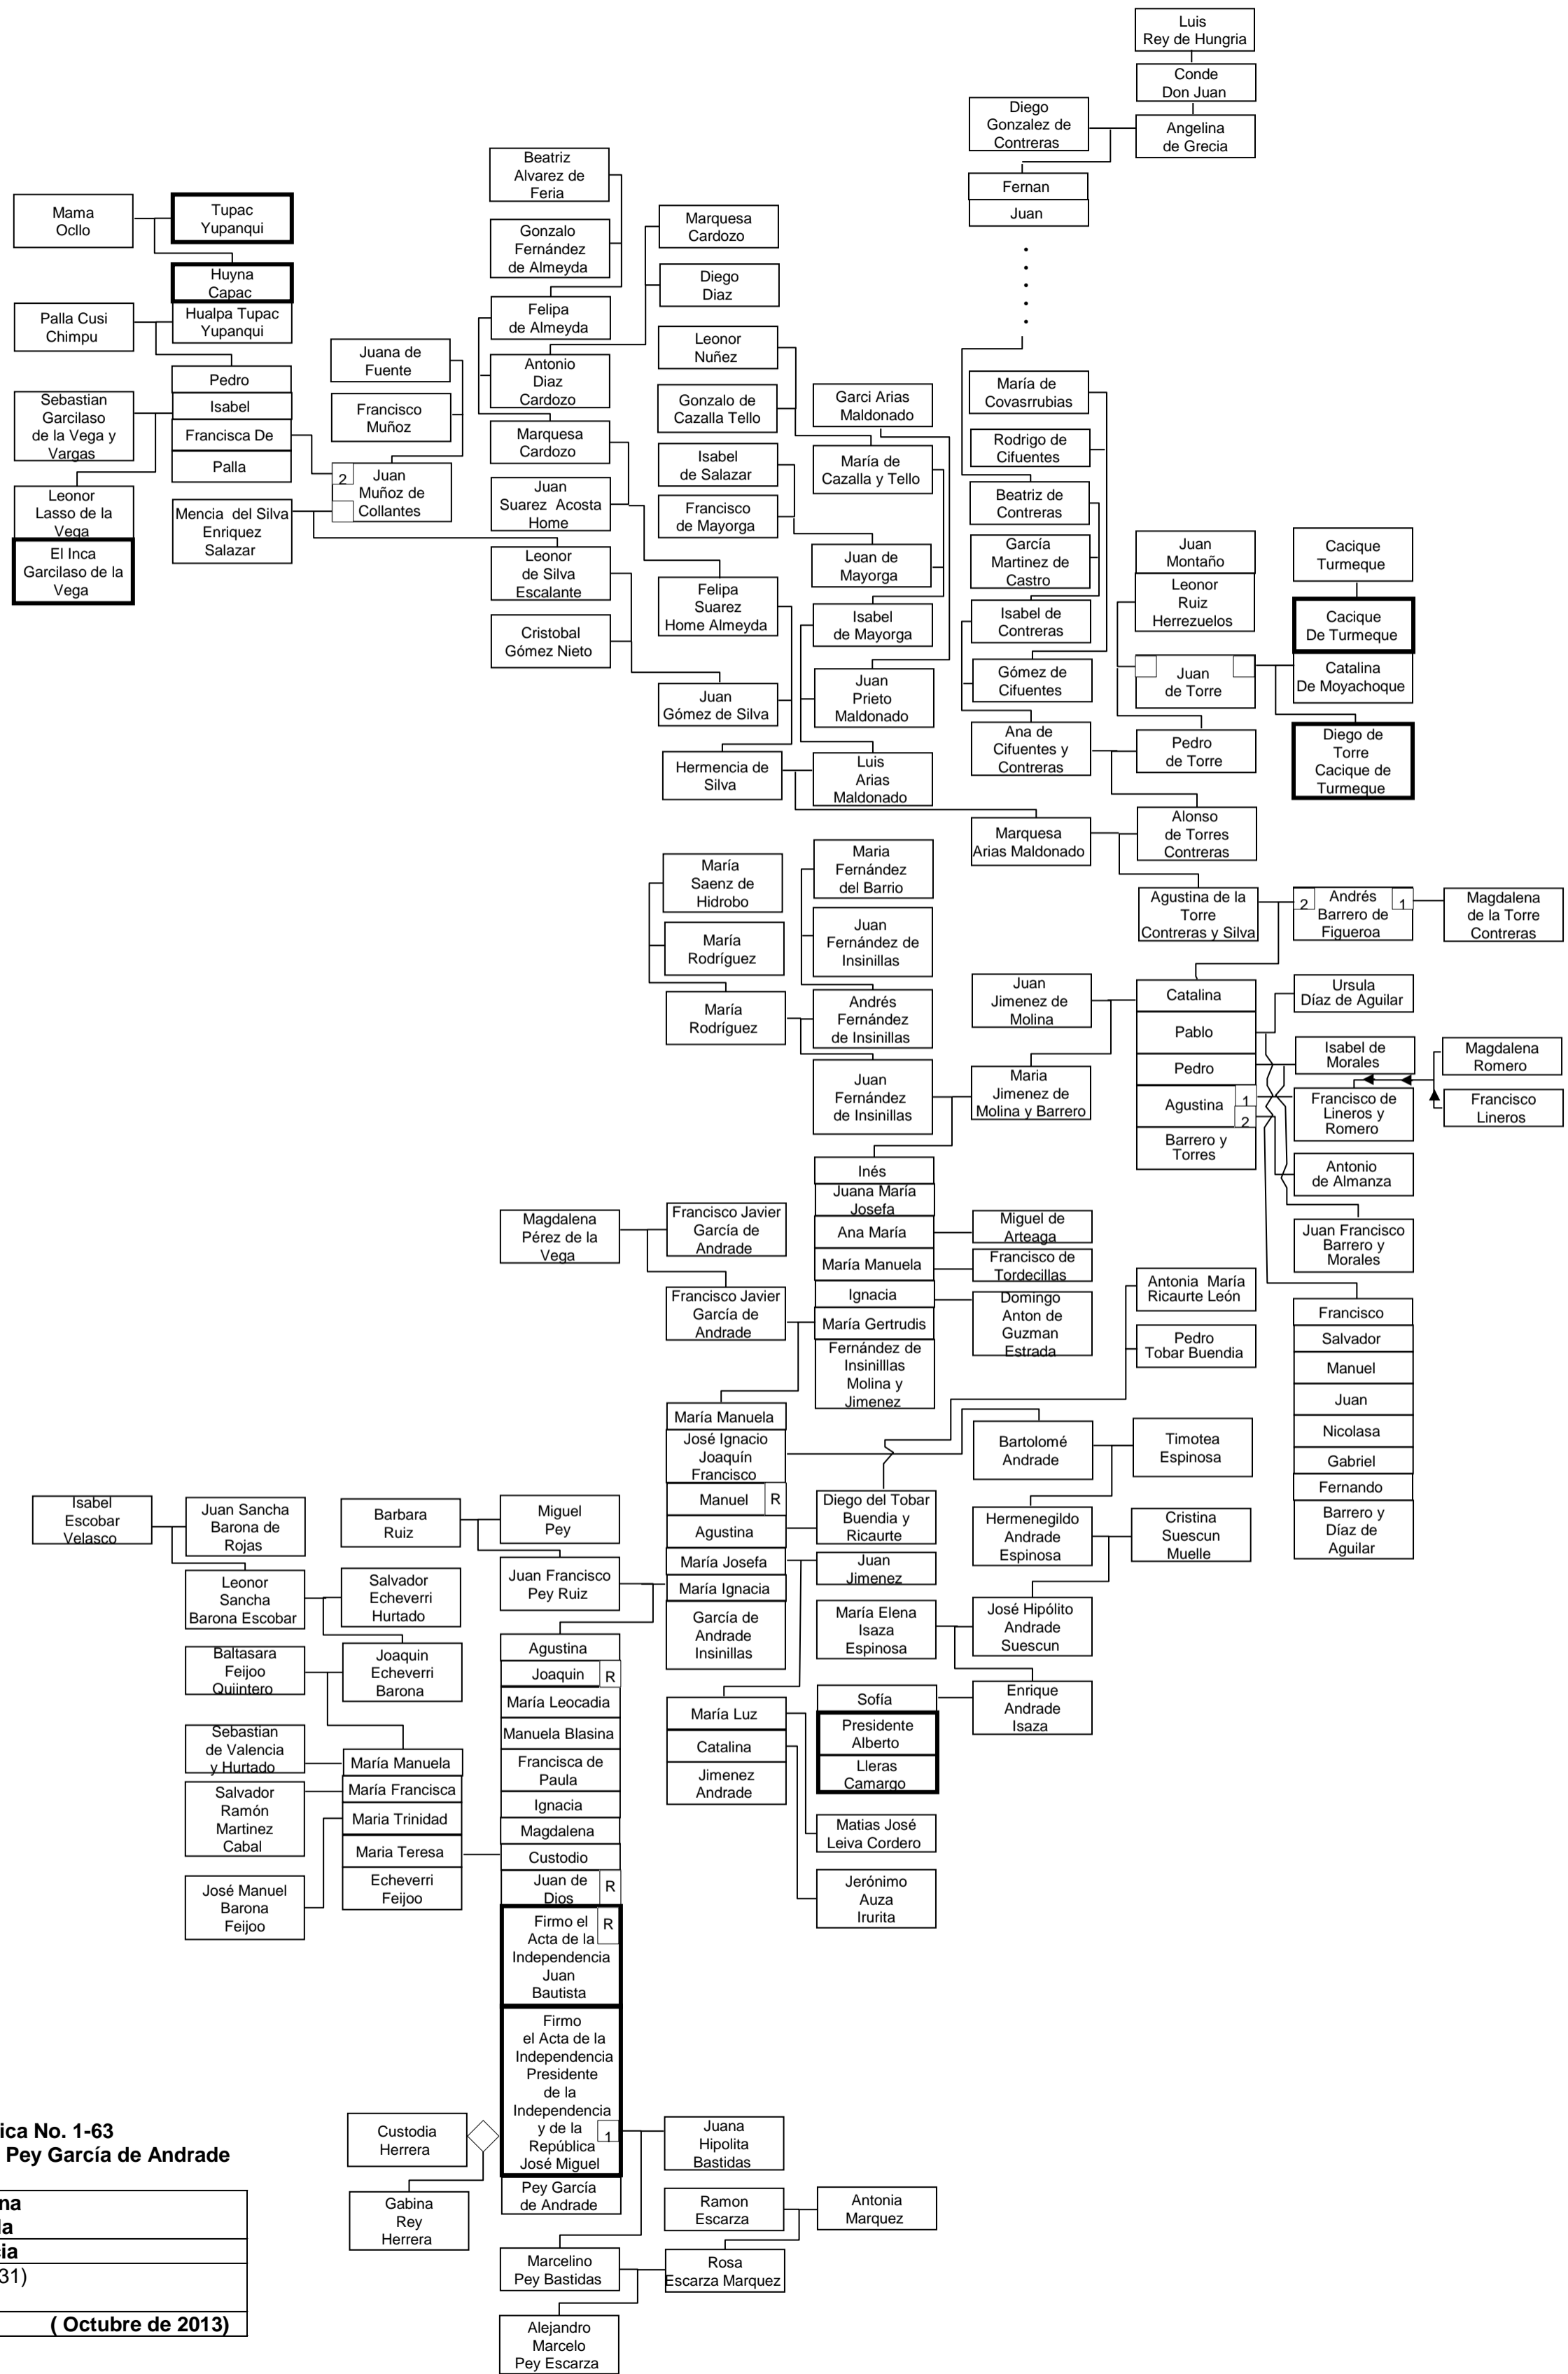 Luis
Rey de Hungria
Conde
Don Juan
Diego
Gonzalez de
Contreras
Angelina
de Grecia
Fernan
Juan
Beatriz
Alvarez de
Feria
Gonzalo
Fernández
de Almeyda
Marquesa
Cardozo
Diego
Diaz
Mama
Ocllo
Tupac
Yupanqui
Huyna
Capac
Hualpa Tupac
Yupanqui
Palla Cusi
Chimpu
Pedro
Isabel
Francisca De
Palla
Sebastian
Garcilaso
de la Vega y
Vargas
Leonor
Lasso de la
Vega
El Inca
Garcilaso de la
Vega
Mencia del Silva
Enriquez
Salazar
Juana de
Fuente
Francisco
Muñoz
2
Juan
Muñoz de
Collantes
Felipa
de Almeyda
Antonio
Diaz
Cardozo
Marquesa
Cardozo
Juan
Suarez Acosta
Home
Leonor
de Silva
Escalante
Cristobal
Gómez Nieto
Leonor
Nuñez
Gonzalo de
Cazalla Tello
Isabel
de Salazar
Francisco
de Mayorga
Felipa
Suarez
Home Almeyda
Juan
Gómez de Silva
Hermencia de
Silva
Garci Arias
Maldonado
María de
Cazalla y Tello
Juan de
Mayorga
Isabel
de Mayorga
Juan
Prieto
Maldonado
Luis
Arias
Maldonado
María de
Covasrrubias
Rodrigo de
Cifuentes
Beatriz de
Contreras
García
Martinez de
Castro
Isabel de
Contreras
Gómez de
Cifuentes
Ana de
Cifuentes y
Contreras
Juan
Montaño
Leonor
Ruiz
Herrezuelos
Juan
de Torre
Pedro
de Torre
Cacique
Turmeque
Cacique
De Turmeque
Catalina
De Moyachoque
Diego de
Torre
Cacique de
Turmeque
Marquesa
Arias Maldonado
Alonso
de Torres
Contreras
Agustina de la
Torre
Contreras y Silva
2
Andrés
Barrero de
Figueroa
1
Magdalena
de la Torre
Contreras
María
Saenz de
Hidrobo
María
Rodríguez
María
Rodríguez
Maria
Fernández
del Barrio
Juan
Fernández de
Insinillas
Andrés
Fernández
de Insinillas
Juan
Fernández
de Insinillas
Juan
Jimenez de
Molina
Maria
Jimenez de
Molina y Barrero
Catalina
Pablo
Pedro
Agustina
1
2
Barrero y
Torres
Ursula
Díaz de Aguilar
Isabel de
Morales
Francisco de
Lineros y
Romero
Magdalena
Romero
Francisco
Lineros
Antonio
de Almanza
Juan Francisco
Barrero y
Morales
Francisco
Salvador
Manuel
Juan
Nicolasa
Gabriel
Fernando
Barrero y
Díaz de
Aguilar
Inés
Juana María
Josefa
Ana María
María Manuela
Ignacia
María Gertrudis
Fernández de
Insinilllas
Molina y
Jimenez
Miguel de
Arteaga
Francisco de
Tordecillas
Domingo
Anton de
Guzman
Estrada
Magdalena
Pérez de la
Vega
Francisco Javier
García de
Andrade
Francisco Javier
García de
Andrade
Antonia María
Ricaurte León
Pedro
Tobar Buendia
María Manuela
José Ignacio
Joaquín
Francisco
Manuel
R
Agustina
María Josefa
María Ignacia
García de
Andrade
Insinillas
Diego del Tobar
Buendia y
Ricaurte
Juan
Jimenez
Bartolomé
Andrade
Timotea
Espinosa
Hermenegildo
Andrade
Espinosa
Cristina
Suescun
Muelle
María Elena
Isaza
Espinosa
José Hipólito
Andrade
Suescun
Sofía
Presidente
Alberto
Lleras
Camargo
Enrique
Andrade
Isaza
María Luz
Catalina
Jimenez
Andrade
Matias José
Leiva Cordero
Jerónimo
Auza
Irurita
Isabel
Escobar
Velasco
Juan Sancha
Barona de
Rojas
Barbara
Ruiz
Miguel
Pey
Leonor
Sancha
Barona Escobar
Salvador
Echeverri
Hurtado
Juan Francisco
Pey Ruiz
Baltasara
Feijoo
Quiintero
Joaquin
Echeverri
Barona
Sebastian
de Valencia
y Hurtado
Salvador
Ramón
Martinez
Cabal
José Manuel
Barona
Feijoo
María Manuela
María Francisca
Maria Trinidad
Maria Teresa
Echeverri
Feijoo
Agustina
Joaquin
R
María Leocadia
Manuela Blasina
Francisca de
Paula
Ignacia
Magdalena
Custodio
Juan de
Dios
R
Firmo el
Acta de la
Independencia
Juan
Bautista
R
Firmo
el Acta de la
Independencia
Presidente
de la
Independencia
y de la
República
José Miguel
1
Pey García
de Andrade
Custodia
Herrera
Gabina
Rey
Herrera
Juana
Hipolita
Bastidas
Ramon
Escarza
Antonia
Marquez
Marcelino
Pey Bastidas
Rosa
Escarza Marquez
Alejandro
Marcelo
Pey Escarza
ica No. 1-63
Pey García de Andrade
na
la
cia
31)
( Octubre de 2013)